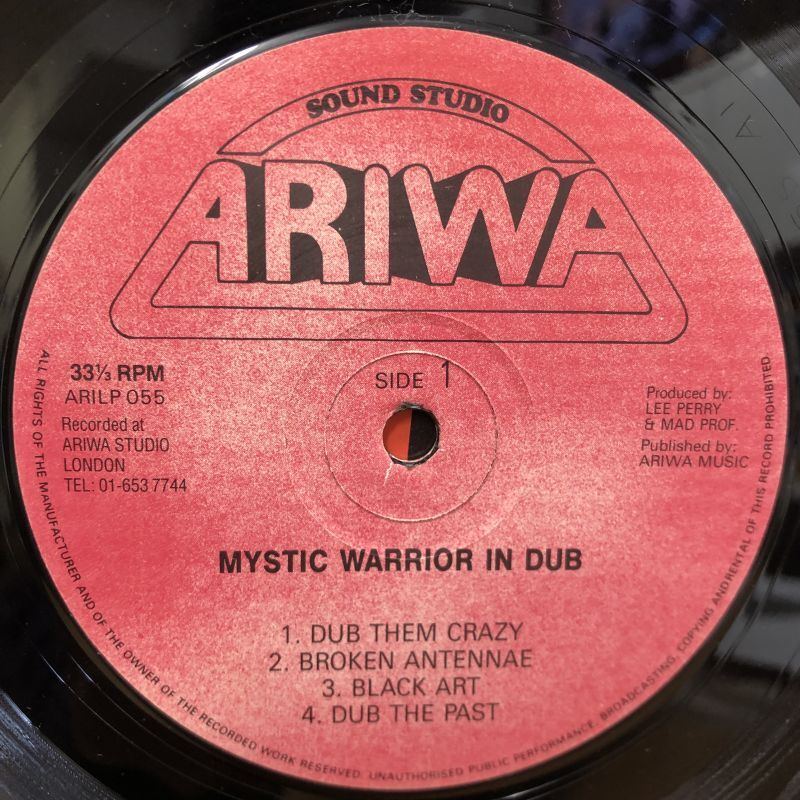 SOUND STUDIO
ARIWA
33⅓ RPM
ARILP 055
Recorded at
ARIWA STUDIO
LONDON
TEL: 01-653 7744
SIDE 1
Produced by:
LEE PERRY
& MAD PROF.
Published by:
ARIWA MUSIC
MYSTIC WARRIOR IN DUB
1. DUB THEM CRAZY
2. BROKEN ANTENNAE
3. BLACK ART
4. DUB THE PAST
ALL RIGHTS OF THE MANUFACTURER AND OF THE OWNER OF THE RECORDED WORK RESERVED. UNAUTHORISED PUBLIC PERFORMANCE, BROADCASTING, COPYING AND RENTAL OF THIS RECORD PROHIBITED